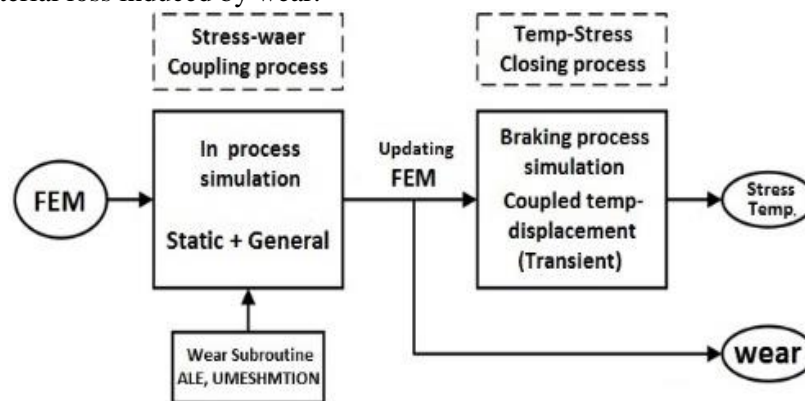 terial loss induced by wear.
Stress-waer
Coupling process
Temp-Stress
Closing process
FEM
In process
simulation
Static + General
Updating
FEM
Braking process
simulation
Coupled temp-
displacement
(Transient)
Stress
Temp.
Wear Subroutine
ALE, UMESHMTION
wear